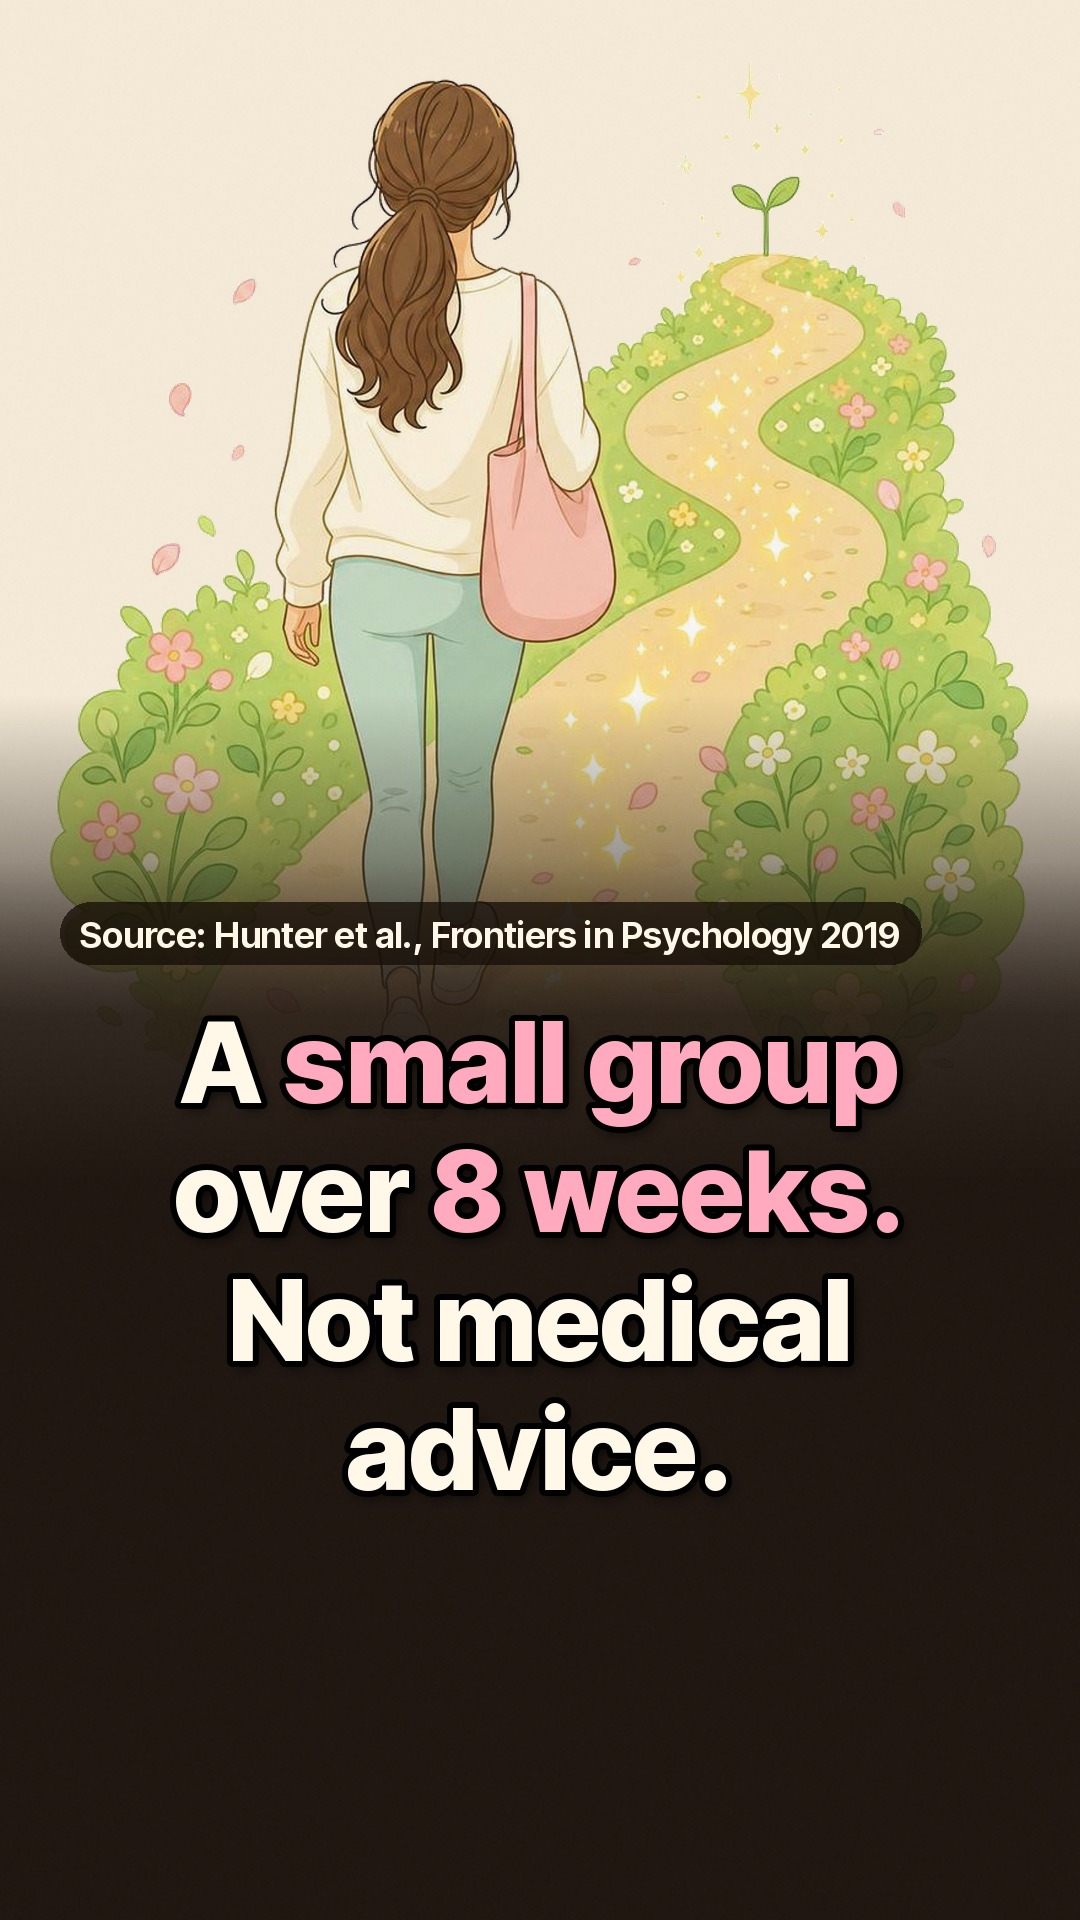 Source: Hunter et al., Frontiers in Psychology 2019
A small group
over 8 weeks.
Not medical
advice.